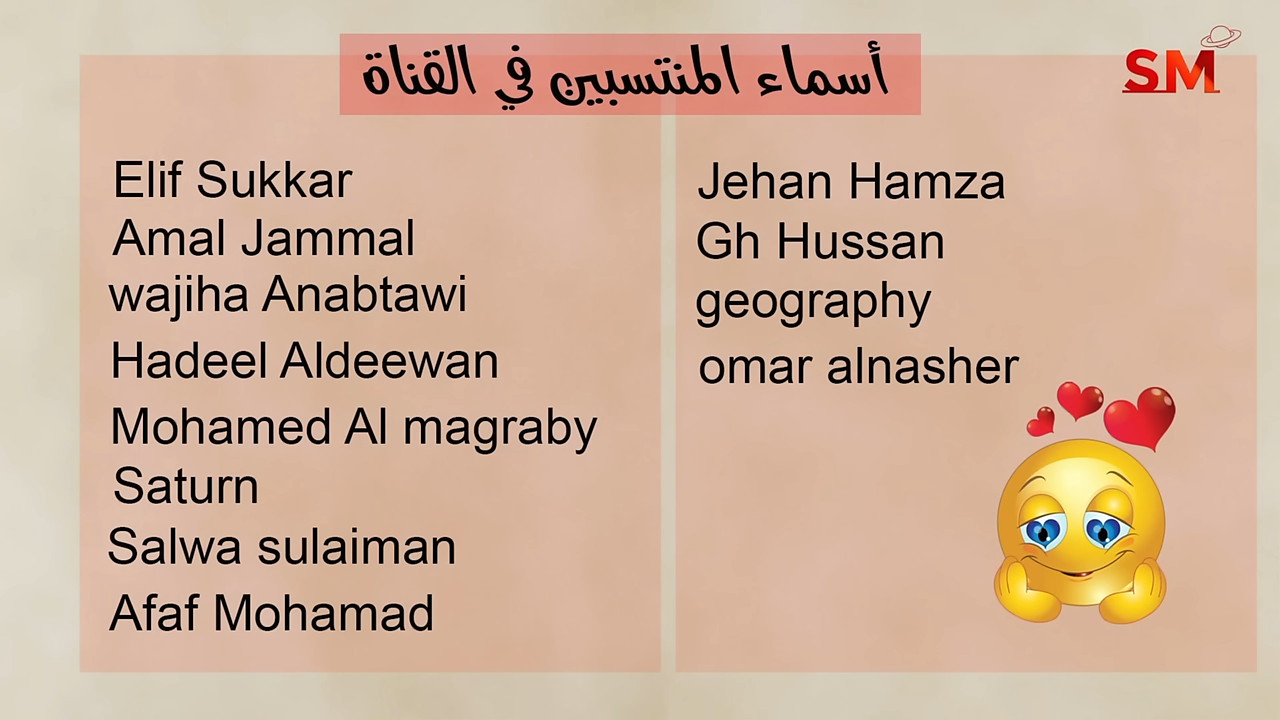 أسماء المنتسبين في القناة
SM
Elif Sukkar
Amal Jammal
wajiha Anabtawi
Hadeel Aldeewan
Mohamed Al magraby
Saturn
Salwa sulaiman
Afaf Mohamad
Jehan Hamza
Gh Hussan
geography
omar alnasher